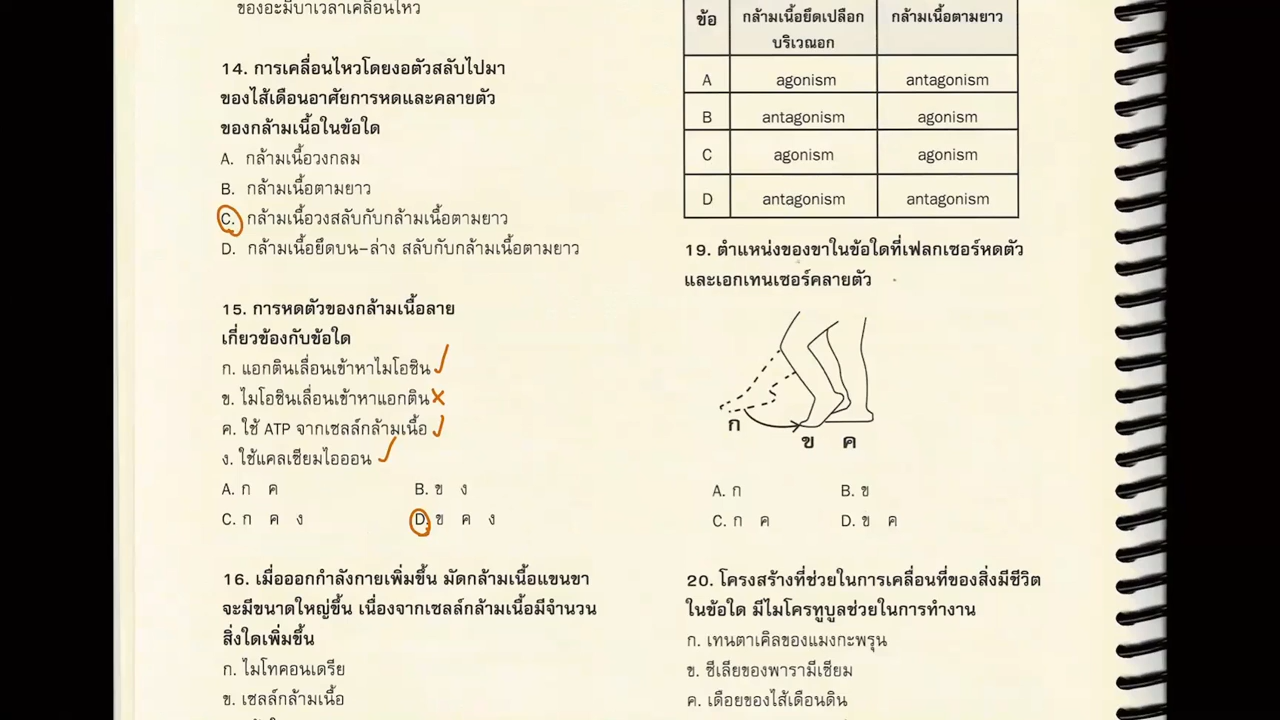 ของอะมีบาเวลาเคลื่อนไหว
14. การเคลื่อนไหวโดยงอตัวสลับไปมา
ของไส้เดือนอาศัยการหดและคลายตัว
ของกล้ามเนื้อในข้อใด
A. กล้ามเนื้อวงกลม
B. กล้ามเนื้อตามยาว
C. กล้ามเนื้อวงสลับกับกล้ามเนื้อตามยาว
D. กล้ามเนื้อยึดบน-ล่าง สลับกับกล้ามเนื้อตามยาว
15. การหดตัวของกล้ามเนื้อลาย
เกี่ยวข้องกับข้อใด
ก. แอกตินเลื่อนเข้าหาไมโอซิน
ข. ไมโอซินเลื่อนเข้าหาแอกติน
ค. ใช้ ATP จากเซลล์กล้ามเนื้อ
ง. ใช้แคลเซียมไอออน
A. ก ค B. ข ง
C. ก ค ง D. ข ค ง
16. เมื่อออกกำลังกายเพิ่มขึ้น มัดกล้ามเนื้อแขนขา
จะมีขนาดใหญ่ขึ้น เนื่องจากเซลล์กล้ามเนื้อมีจำนวน
สิ่งใดเพิ่มขึ้น
ก. ไมโทคอนเดรีย
ข. เซลล์กล้ามเนื้อ
ข้อ กล้ามเนื้อยึดเปลือก กล้ามเนื้อตามยาว
บริเวณอก
A agonism antagonism
B antagonism agonism
C agonism agonism
D antagonism antagonism
19. ตำแหน่งของขาในข้อใดที่เฟลกเซอร์หดตัว
และเอกเทนเซอร์คลายตัว
ก
ข ค
A. ก B. ข
C. ก ค D. ข ค
20. โครงสร้างที่ช่วยในการเคลื่อนที่ของสิ่งมีชีวิต
ในข้อใด มีไมโครทูบูลช่วยในการทำงาน
ก. เทนตาเคิลของแมงกะพรุน
ข. ซีเลียของพารามีเซียม
ค. เดือยของไส้เดือนดิน